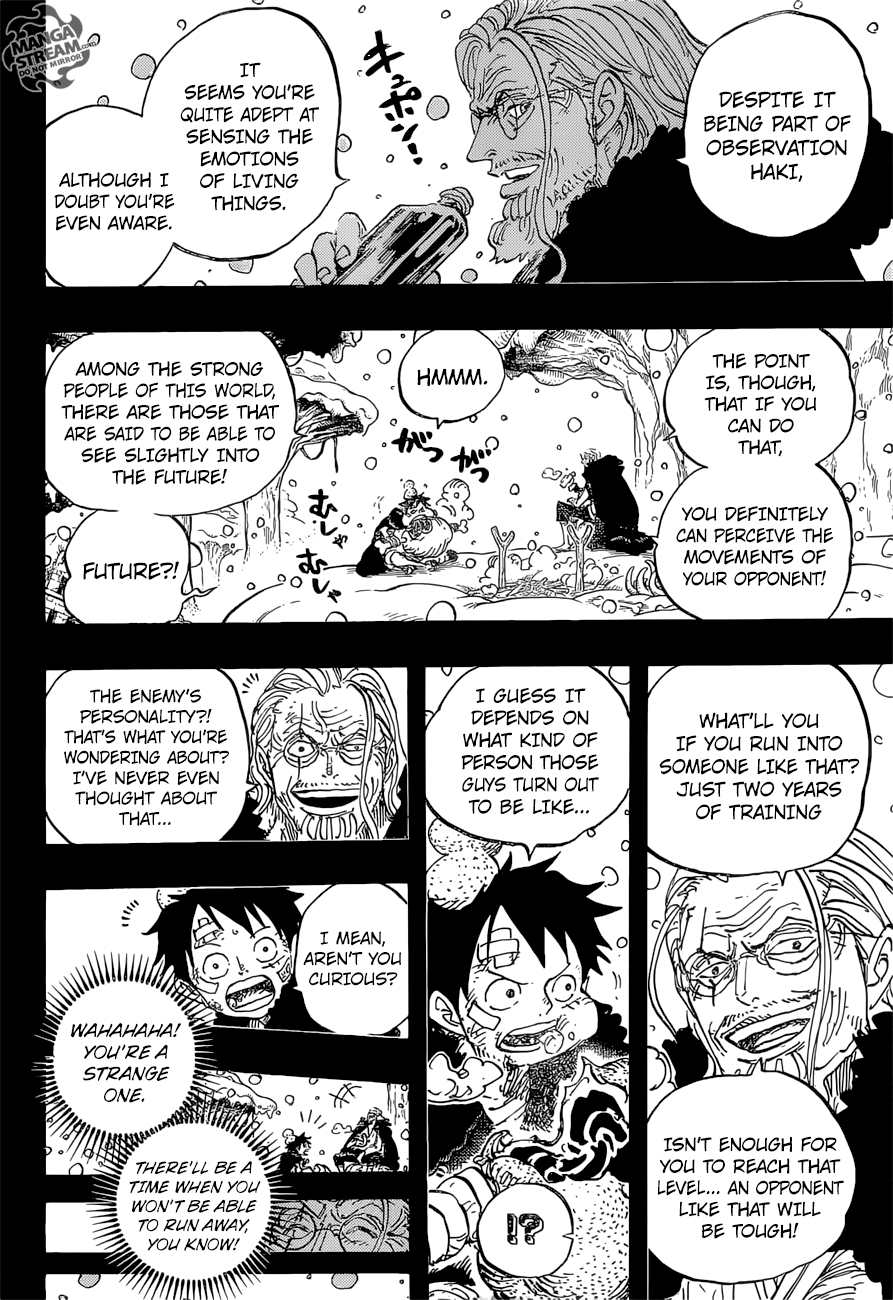 MANGA
STREAM.com
DO NOT MIRROR
DESPITE IT
BEING PART OF
OBSERVATION
HAKI,
キュポン!
IT
SEEMS YOU'RE
QUITE ADEPT AT
SENSING THE
EMOTIONS
OF LIVING
THINGS.
ALTHOUGH I
DOUBT YOU'RE
EVEN AWARE.
THE POINT
IS, THOUGH,
THAT IF YOU
CAN DO
THAT,
YOU DEFINITELY
CAN PERCEIVE THE
MOVEMENTS OF
YOUR OPPONENT!
HMMM.
がつ
がつ
むしゃ
むしゃ
AMONG THE STRONG
PEOPLE OF THIS WORLD,
THERE ARE THOSE THAT
ARE SAID TO BE ABLE TO
SEE SLIGHTLY INTO
THE FUTURE!
FUTURE?!
WHAT'LL YOU
IF YOU RUN INTO
SOMEONE LIKE THAT?
JUST TWO YEARS
OF TRAINING
ISN'T ENOUGH FOR
YOU TO REACH THAT
LEVEL... AN OPPONENT
LIKE THAT WILL
BE TOUGH!
I GUESS IT
DEPENDS ON
WHAT KIND OF
PERSON THOSE
GUYS TURN OUT
TO BE LIKE...
!?
THE ENEMY'S
PERSONALITY?!
THAT'S WHAT YOU'RE
WONDERING ABOUT?
I'VE NEVER EVEN
THOUGHT ABOUT
THAT...
I MEAN,
AREN'T YOU
CURIOUS?
WAHAHAHA!
YOU'RE A
STRANGE
ONE.
THERE'LL BE A
TIME WHEN YOU
WON'T BE ABLE
TO RUN AWAY,
YOU KNOW!